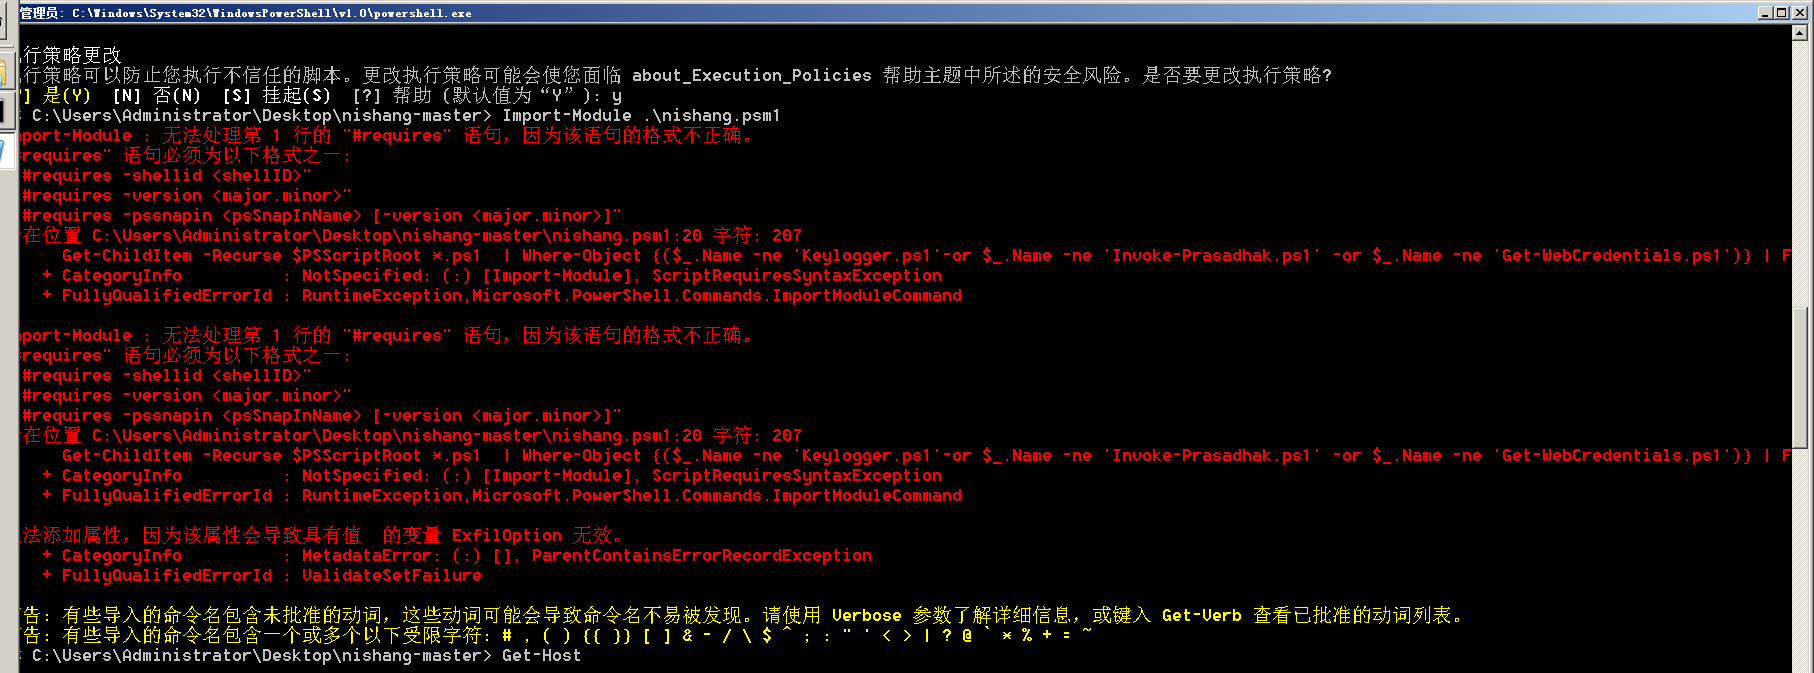 管理员: C:\Windows\System32\WindowsPowerShell\v1.0\powershell.exe
行策略更改
行策略可以防止您执行不信任的脚本。更改执行策略可能会使您面临 about_Execution_Policies 帮助主题中所述的安全风险。是否要更改执行策略?
] 是(Y)  [N] 否(N)  [S] 挂起(S)  [?] 帮助 (默认值为“Y”): y
C:\Users\Administrator\Desktop\nishang-master> Import-Module .\nishang.psm1
port-Module : 无法处理第 1 行的 "#requires" 语句，因为该语句的格式不正确。
requires" 语句必须为以下格式之一:
#requires -shellid <shellID>"
#requires -version <major.minor>"
#requires -pssnapin <psSnapInName> [-version <major.minor>]"
在位置 C:\Users\Administrator\Desktop\nishang-master\nishang.psm1:20 字符: 207
Get-ChildItem -Recurse $PSScriptRoot *.ps1  | Where-Object {($_.Name -ne 'Keylogger.ps1'-or $_.Name -ne 'Invoke-Prasadhak.ps1' -or $_.Name -ne 'Get-WebCredentials.ps1')} | F
+ CategoryInfo          : NotSpecified: (:) [Import-Module], ScriptRequiresSyntaxException
+ FullyQualifiedErrorId : RuntimeException,Microsoft.PowerShell.Commands.ImportModuleCommand
port-Module : 无法处理第 1 行的 "#requires" 语句，因为该语句的格式不正确。
requires" 语句必须为以下格式之一:
#requires -shellid <shellID>"
#requires -version <major.minor>"
#requires -pssnapin <psSnapInName> [-version <major.minor>]"
在位置 C:\Users\Administrator\Desktop\nishang-master\nishang.psm1:20 字符: 207
Get-ChildItem -Recurse $PSScriptRoot *.ps1  | Where-Object {($_.Name -ne 'Keylogger.ps1'-or $_.Name -ne 'Invoke-Prasadhak.ps1' -or $_.Name -ne 'Get-WebCredentials.ps1')} | F
+ CategoryInfo          : NotSpecified: (:) [Import-Module], ScriptRequiresSyntaxException
+ FullyQualifiedErrorId : RuntimeException,Microsoft.PowerShell.Commands.ImportModuleCommand
法添加属性，因为该属性会导致具有值  的变量 ExfilOption 无效。
+ CategoryInfo          : MetadataError: (:) [], ParentContainsErrorRecordException
+ FullyQualifiedErrorId : ValidateSetFailure
告: 有些导入的命令名包含未批准的动词，这些动词可能会导致命令名不易被发现。请使用 Verbose 参数了解详细信息，或键入 Get-Verb 查看已批准的动词列表。
告: 有些导入的命令名包含一个或多个以下受限字符: # , ( ) {{ }} [ ] & - / \ $ ^ ; : " ' < > | ? @ ` * % + = ~
C:\Users\Administrator\Desktop\nishang-master> Get-Host